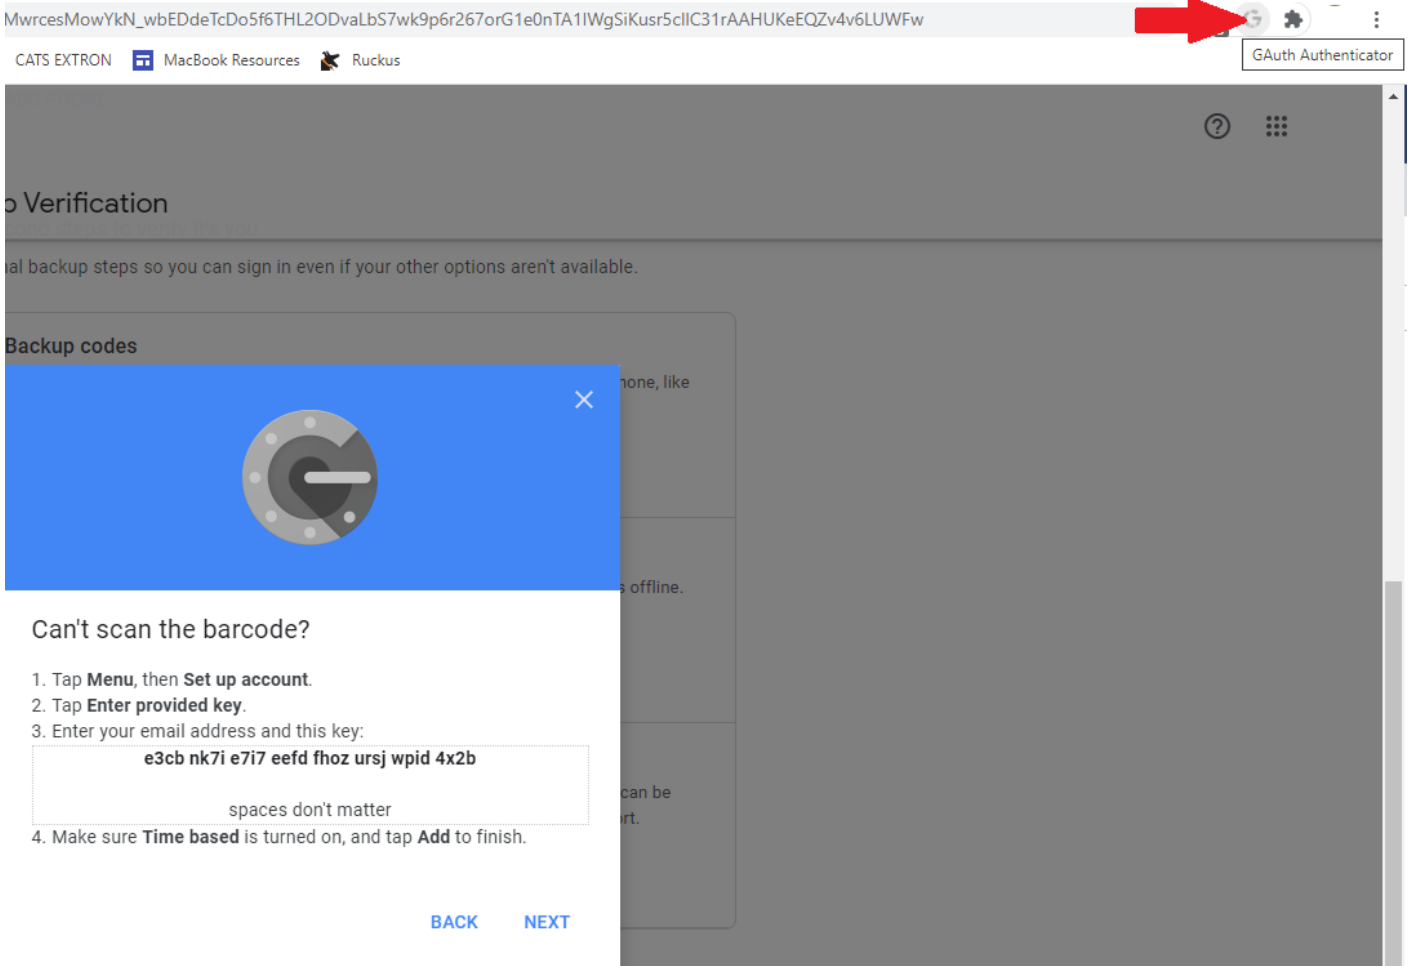 MwrcesMowYkN_wbEDdeTcDo5f6THL2ODvaLbS7wk9p6r267orG1e0nTA1IWgSiKusr5cIIC31rAAHUKeEQZv4v6LUWFw
GAuth Authenticator
CATS EXTRON MacBook Resources Ruckus
p Verification
nal backup steps so you can sign in even if your other options aren't available.
Backup codes
hone, like
s offline.
Can't scan the barcode?
1. Tap Menu, then Set up account.
2. Tap Enter provided key.
3. Enter your email address and this key:
e3cb nk7i e7i7 eefd fhoz ursj wpid 4x2b
can be
spaces don't matter
ort.
4. Make sure Time based is turned on, and tap Add to finish.
BACK NEXT